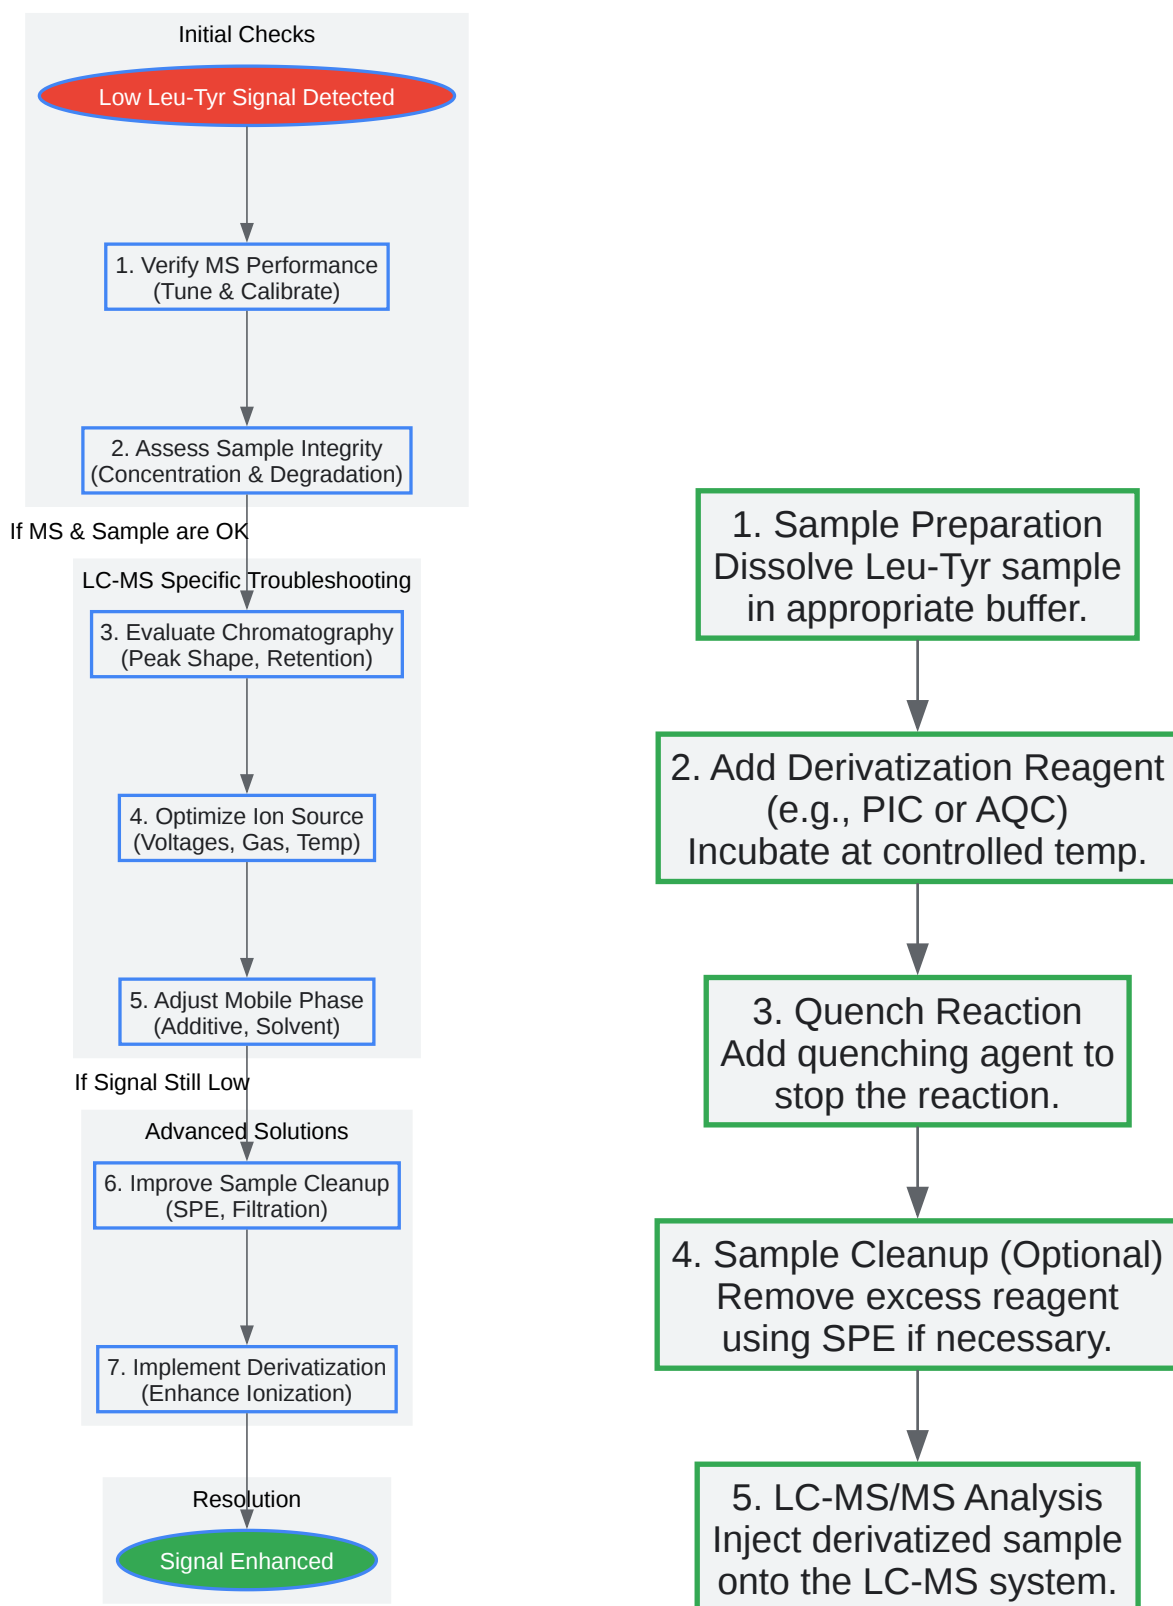 Initial Checks
Low Leu-Tyr Signal Detected
1. Verify MS Performance
(Tune & Calibrate)
2. Assess Sample Integrity
(Concentration & Degradation)
If MS & Sample are OK
LC-MS Specific Troubleshooting
3. Evaluate Chromatography
(Peak Shape, Retention)
4. Optimize Ion Source
(Voltages, Gas, Temp)
5. Adjust Mobile Phase
(Additive, Solvent)
If Signal Still Low
Advanced Solutions
6. Improve Sample Cleanup
(SPE, Filtration)
7. Implement Derivatization
(Enhance Ionization)
Resolution
Signal Enhanced
1. Sample Preparation
Dissolve Leu-Tyr sample
in appropriate buffer.
2. Add Derivatization Reagent
(e.g., PIC or AQC)
Incubate at controlled temp.
3. Quench Reaction
Add quenching agent to
stop the reaction.
4. Sample Cleanup (Optional)
Remove excess reagent
using SPE if necessary.
5. LC-MS/MS Analysis
Inject derivatized sample
onto the LC-MS system.